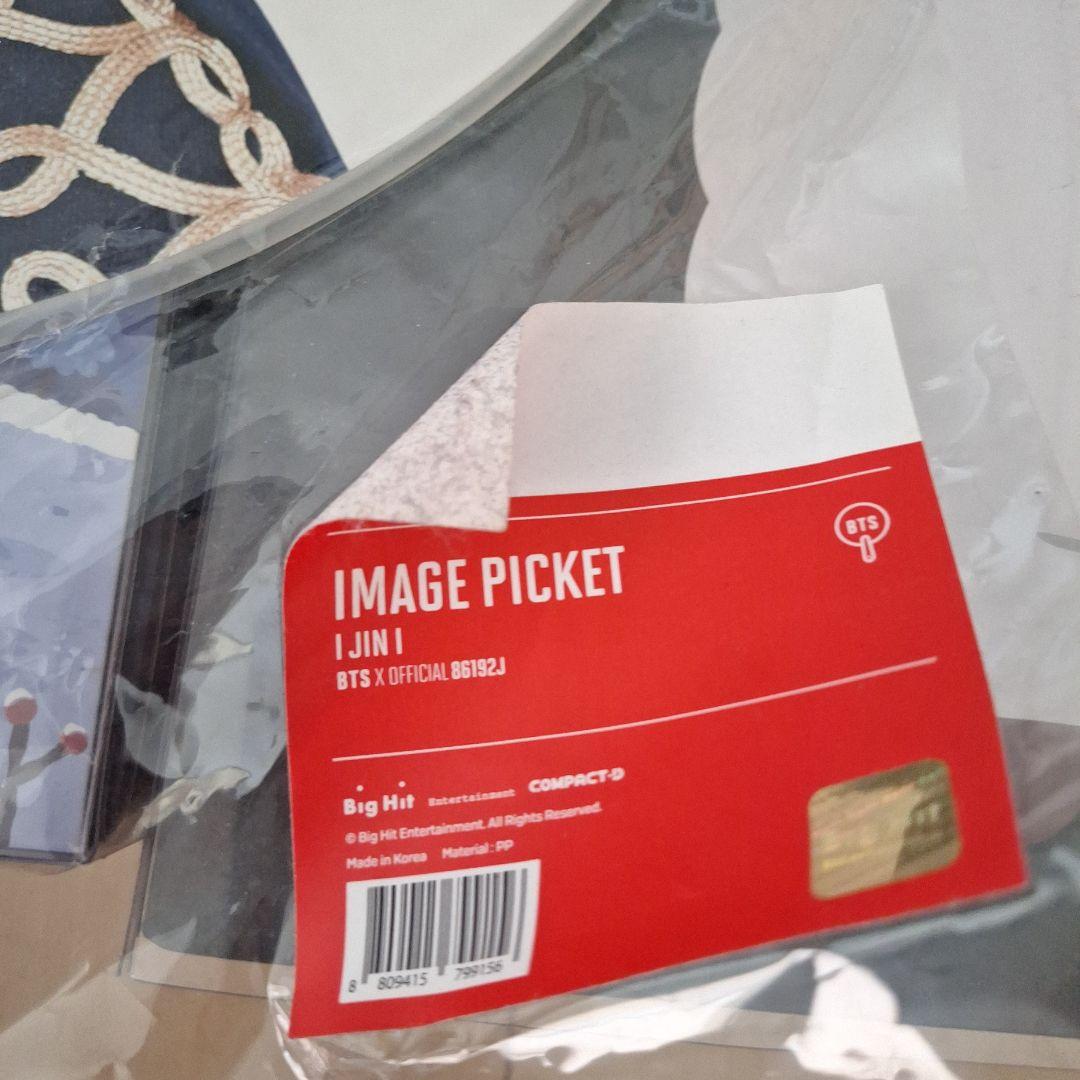 IMAGE PICKET
BTS
I JIN I
BTS X OFFICIAL 86192J
Big Hit Entertainment COMPACT-D
© Big Hit Entertainment. All Rights Reserved.
Made in Korea Material : PP
8 809415 799156